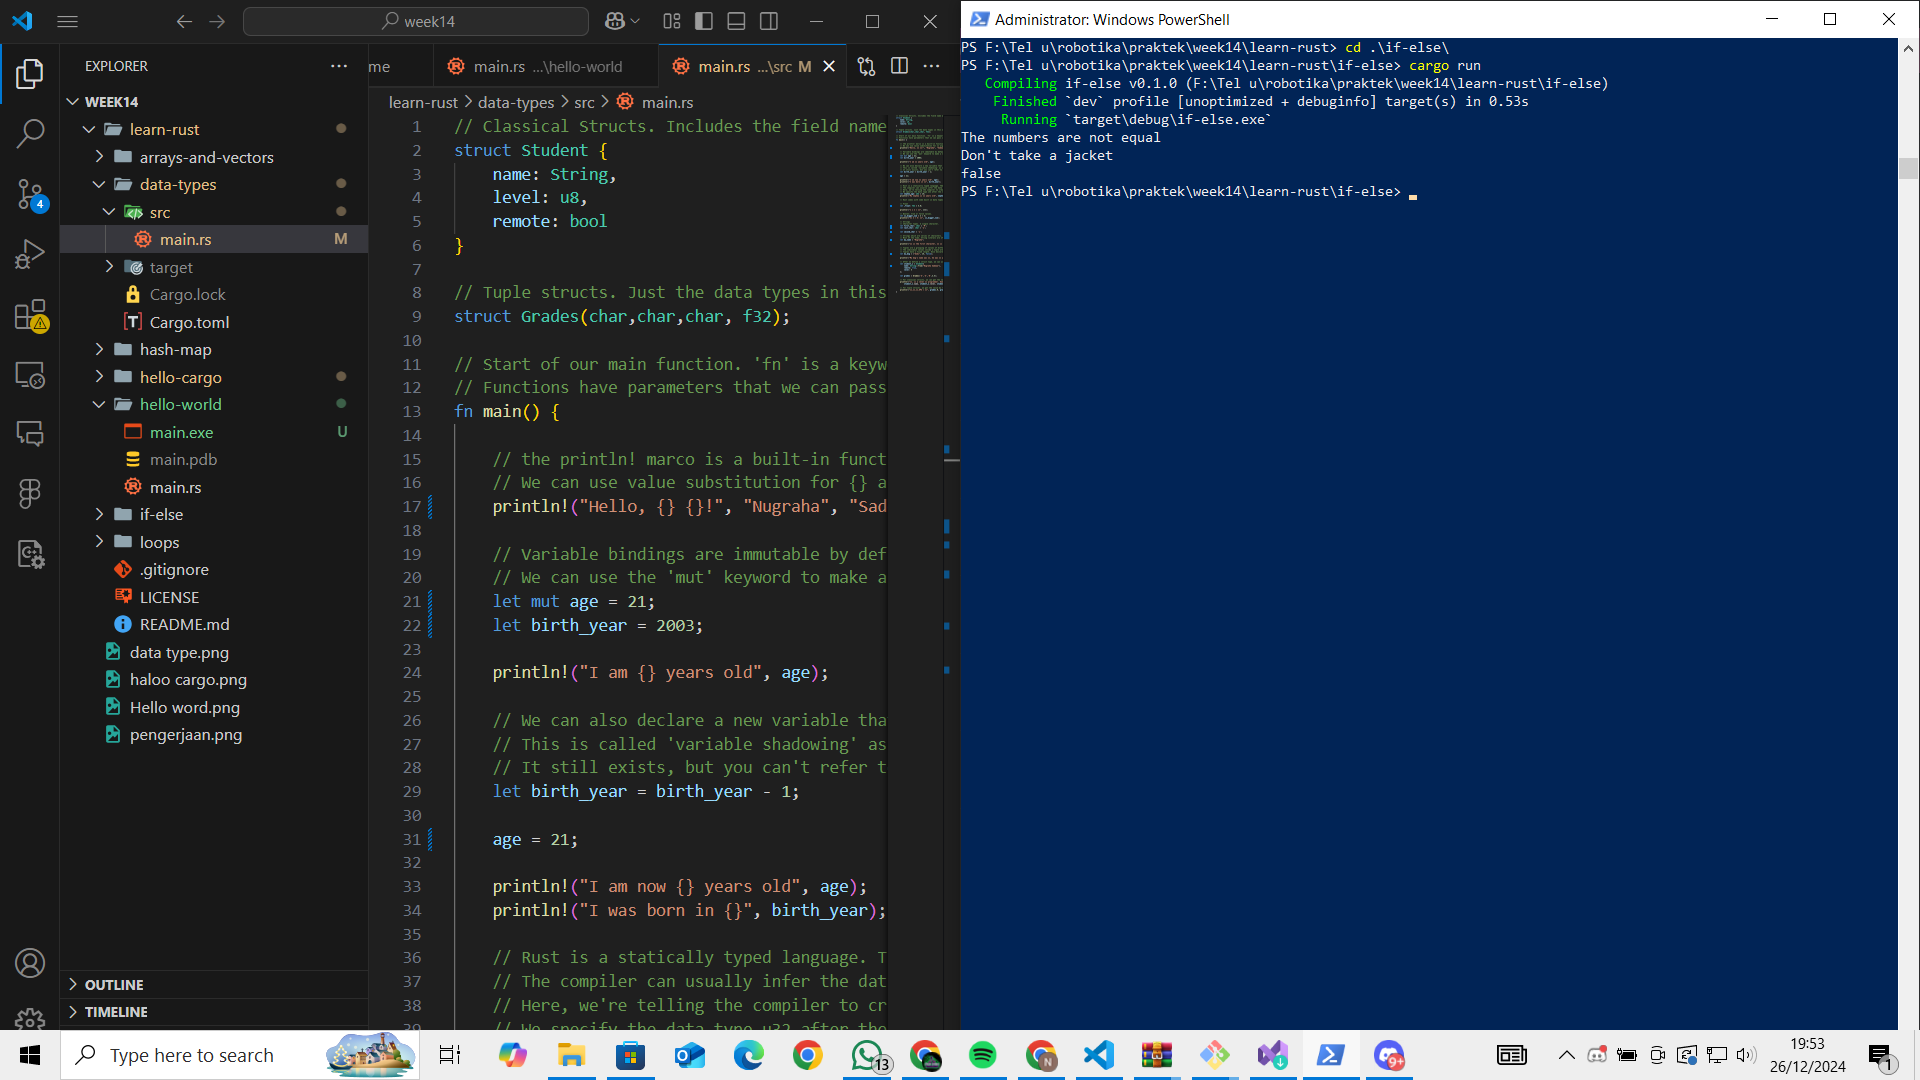 week14
Administrator: Windows PowerShell
EXPLORER
me
main.rs ...\hello-world
main.rs ...\src M
WEEK14
learn-rust
arrays-and-vectors
data-types
src
main.rs M
target
Cargo.lock
Cargo.toml
hash-map
hello-cargo
hello-world
main.exe U
main.pdb
main.rs
if-else
loops
.gitignore
LICENSE
README.md
data type.png
haloo cargo.png
Hello word.png
pengerjaan.png
OUTLINE
TIMELINE
4
learn-rust > data-types > src > main.rs
1 // Classical Structs. Includes the field name
2 struct Student {
3 name: String,
4 level: u8,
5 remote: bool
6 }
7
8 // Tuple structs. Just the data types in this
9 struct Grades(char,char,char, f32);
10
11 // Start of our main function. 'fn' is a keyw
12 // Functions have parameters that we can pass
13 fn main() {
14
15 // the println! marco is a built-in funct
16 // We can use value substitution for {} a
17 println!("Hello, {} {}!", "Nugraha", "Sad
18
19 // Variable bindings are immutable by def
20 // We can use the 'mut' keyword to make a
21 let mut age = 21;
22 let birth_year = 2003;
23
24 println!("I am {} years old", age);
25
26 // We can also declare a new variable tha
27 // This is called 'variable shadowing' as
28 // It still exists, but you can't refer t
29 let birth_year = birth_year - 1;
30
31 age = 21;
32
33 println!("I am now {} years old", age);
34 println!("I was born in {}", birth_year);
35
36 // Rust is a statically typed language. T
37 // The compiler can usually infer the dat
38 // Here, we're telling the compiler to cr
39 // We specify the data type u32 after the
PS F:\Tel u\robotika\praktek\week14\learn-rust> cd .\if-else\
PS F:\Tel u\robotika\praktek\week14\learn-rust\if-else> cargo run
Compiling if-else v0.1.0 (F:\Tel u\robotika\praktek\week14\learn-rust\if-else)
Finished `dev` profile [unoptimized + debuginfo] target(s) in 0.53s
Running `target\debug\if-else.exe`
The numbers are not equal
Don't take a jacket
false
PS F:\Tel u\robotika\praktek\week14\learn-rust\if-else>
Type here to search
13
N
9+
19:53
26/12/2024
1